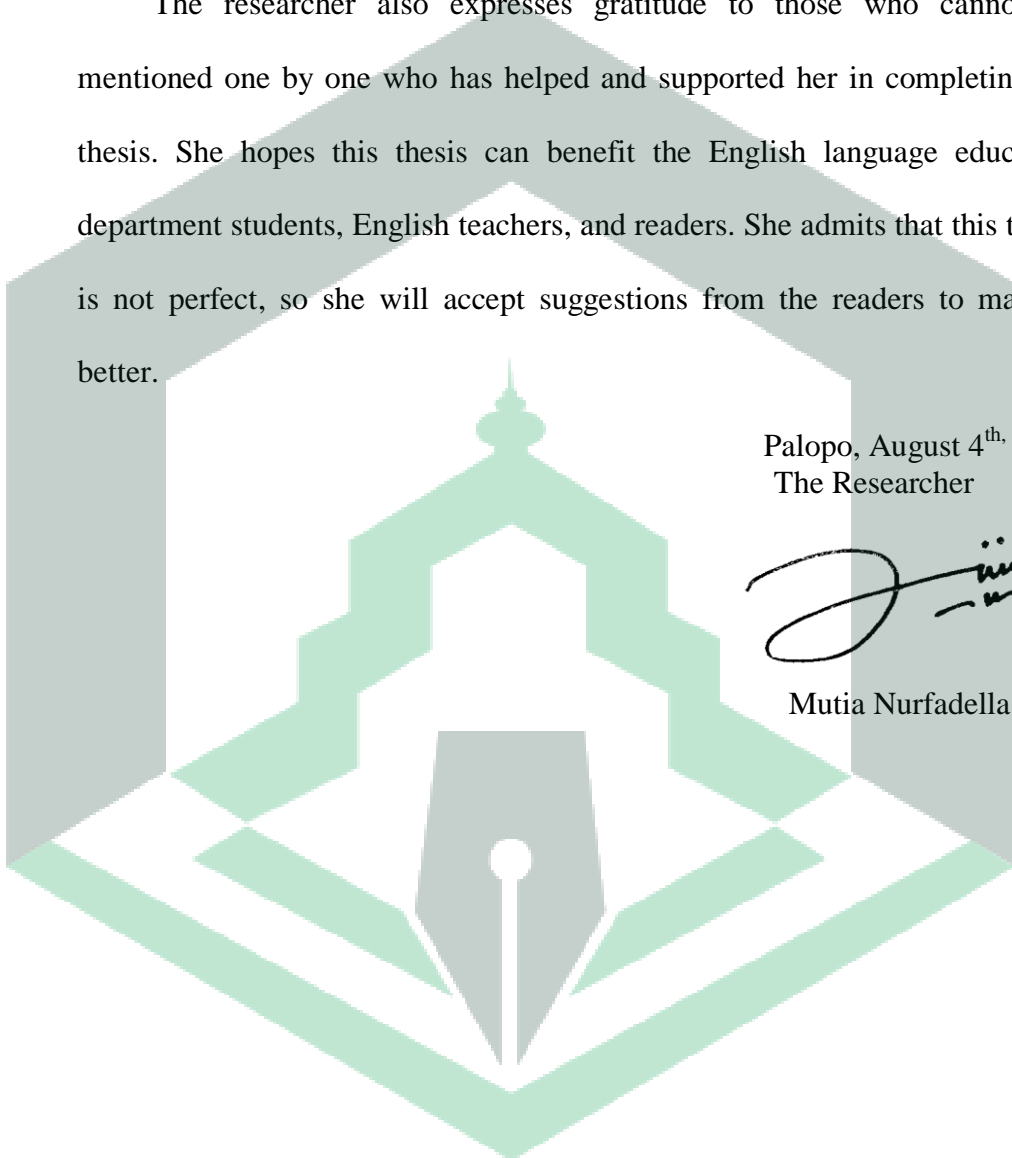 The researcher also expresses gratitude to those who canno
mentioned one by one who has helped and supported her in completin
thesis. She hopes this thesis can benefit the English language educ
department students, English teachers, and readers. She admits that this t
is not perfect, so she will accept suggestions from the readers to ma
better.
Palopo, August 4th,
The Researcher
Mutia Nurfadella